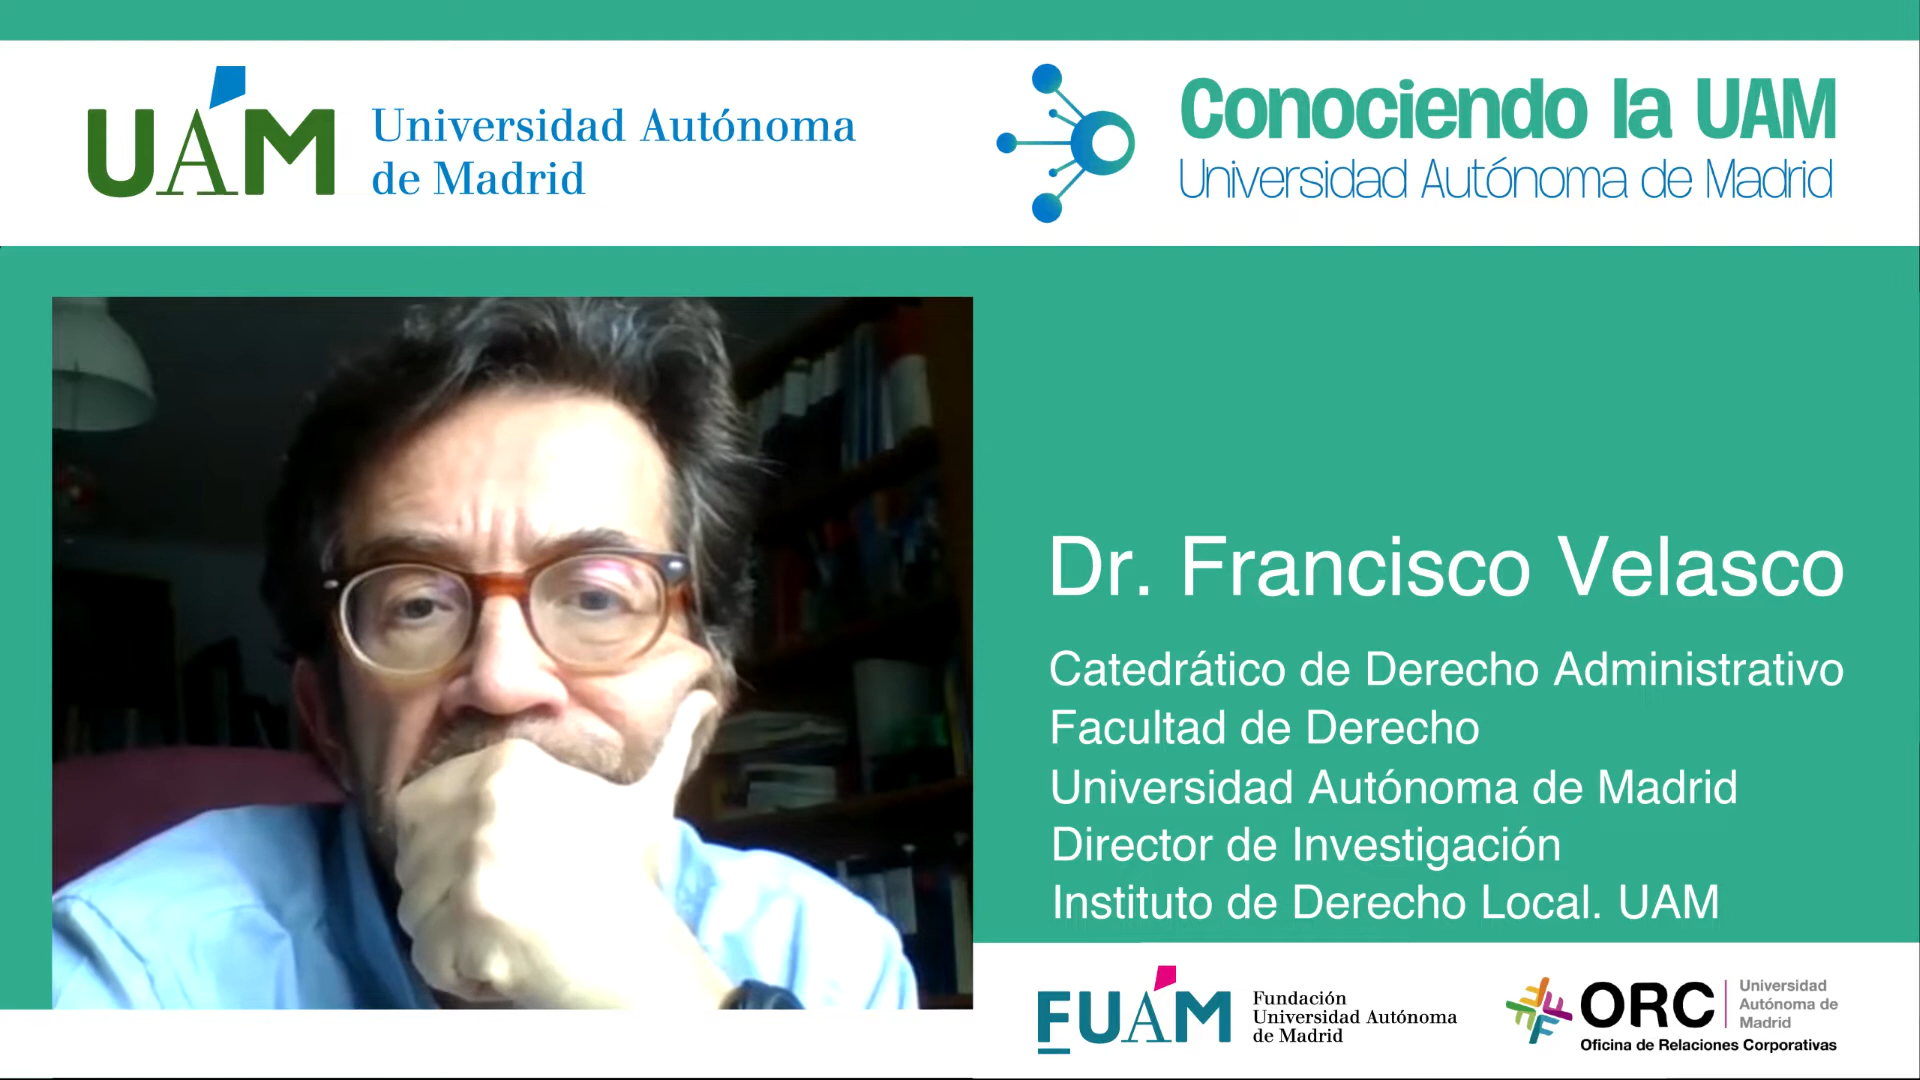 UAM Universidad Autónoma
de Madrid
Conociendo la UAM
Universidad Autónoma de Madrid
Dr. Francisco Velasco
Catedrático de Derecho Administrativo
Facultad de Derecho
Universidad Autónoma de Madrid
Director de Investigación
Instituto de Derecho Local. UAM
FUAM
Fundación
Universidad Autónoma
de Madrid
ORC
Universidad
Autónoma de
Madrid
Oficina de Relaciones Corporativas